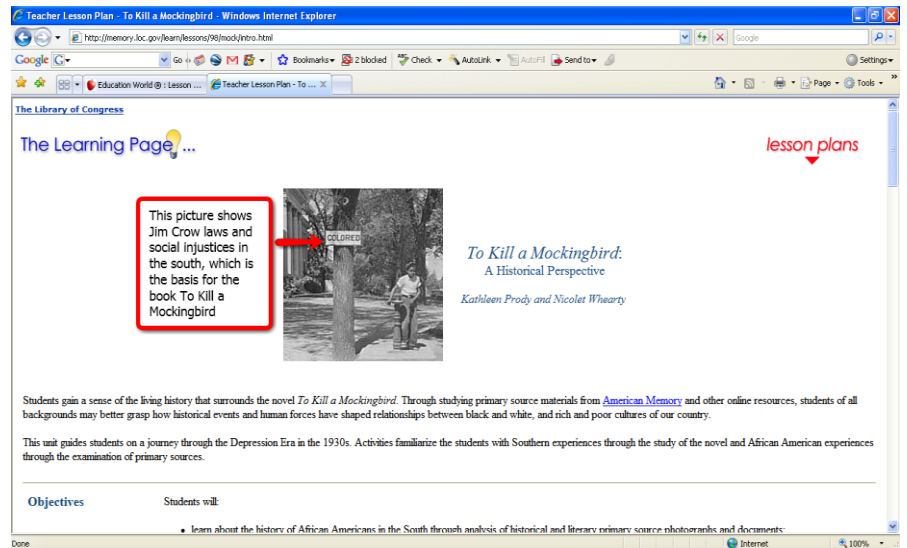 Teacher Lesson Plan - To Kill a Mockingbird - Windows Internet Explorer
http://memory.loc.gov/learn/lessons/98/mock/intro.html
Google
Google G
Go
Bookmarks
2 blocked
Check
AutoLink
AutoFill
Send to
Settings
Education World ® : Lesson ...
Teacher Lesson Plan - To ...
Page
Tools
The Library of Congress
The Learning Page ...
lesson plans
This picture shows
Jim Crow laws and
social injustices in
the south, which is
the basis for the
book To Kill a
Mockingbird
COLORED
To Kill a Mockingbird:
A Historical Perspective
Kathleen Prody and Nicolet Whearty
Students gain a sense of the living history that surrounds the novel To Kill a Mockingbird. Through studying primary source materials from American Memory and other online resources, students of all
backgrounds may better grasp how historical events and human forces have shaped relationships between black and white, and rich and poor cultures of our country.
This unit guides students on a journey through the Depression Era in the 1930s. Activities familiarize the students with Southern experiences through the study of the novel and African American experiences
through the examination of primary sources.
Objectives
Students will:
• learn about the history of African Americans in the South through analysis of historical and literary primary source photographs and documents;
Done
Internet
100%